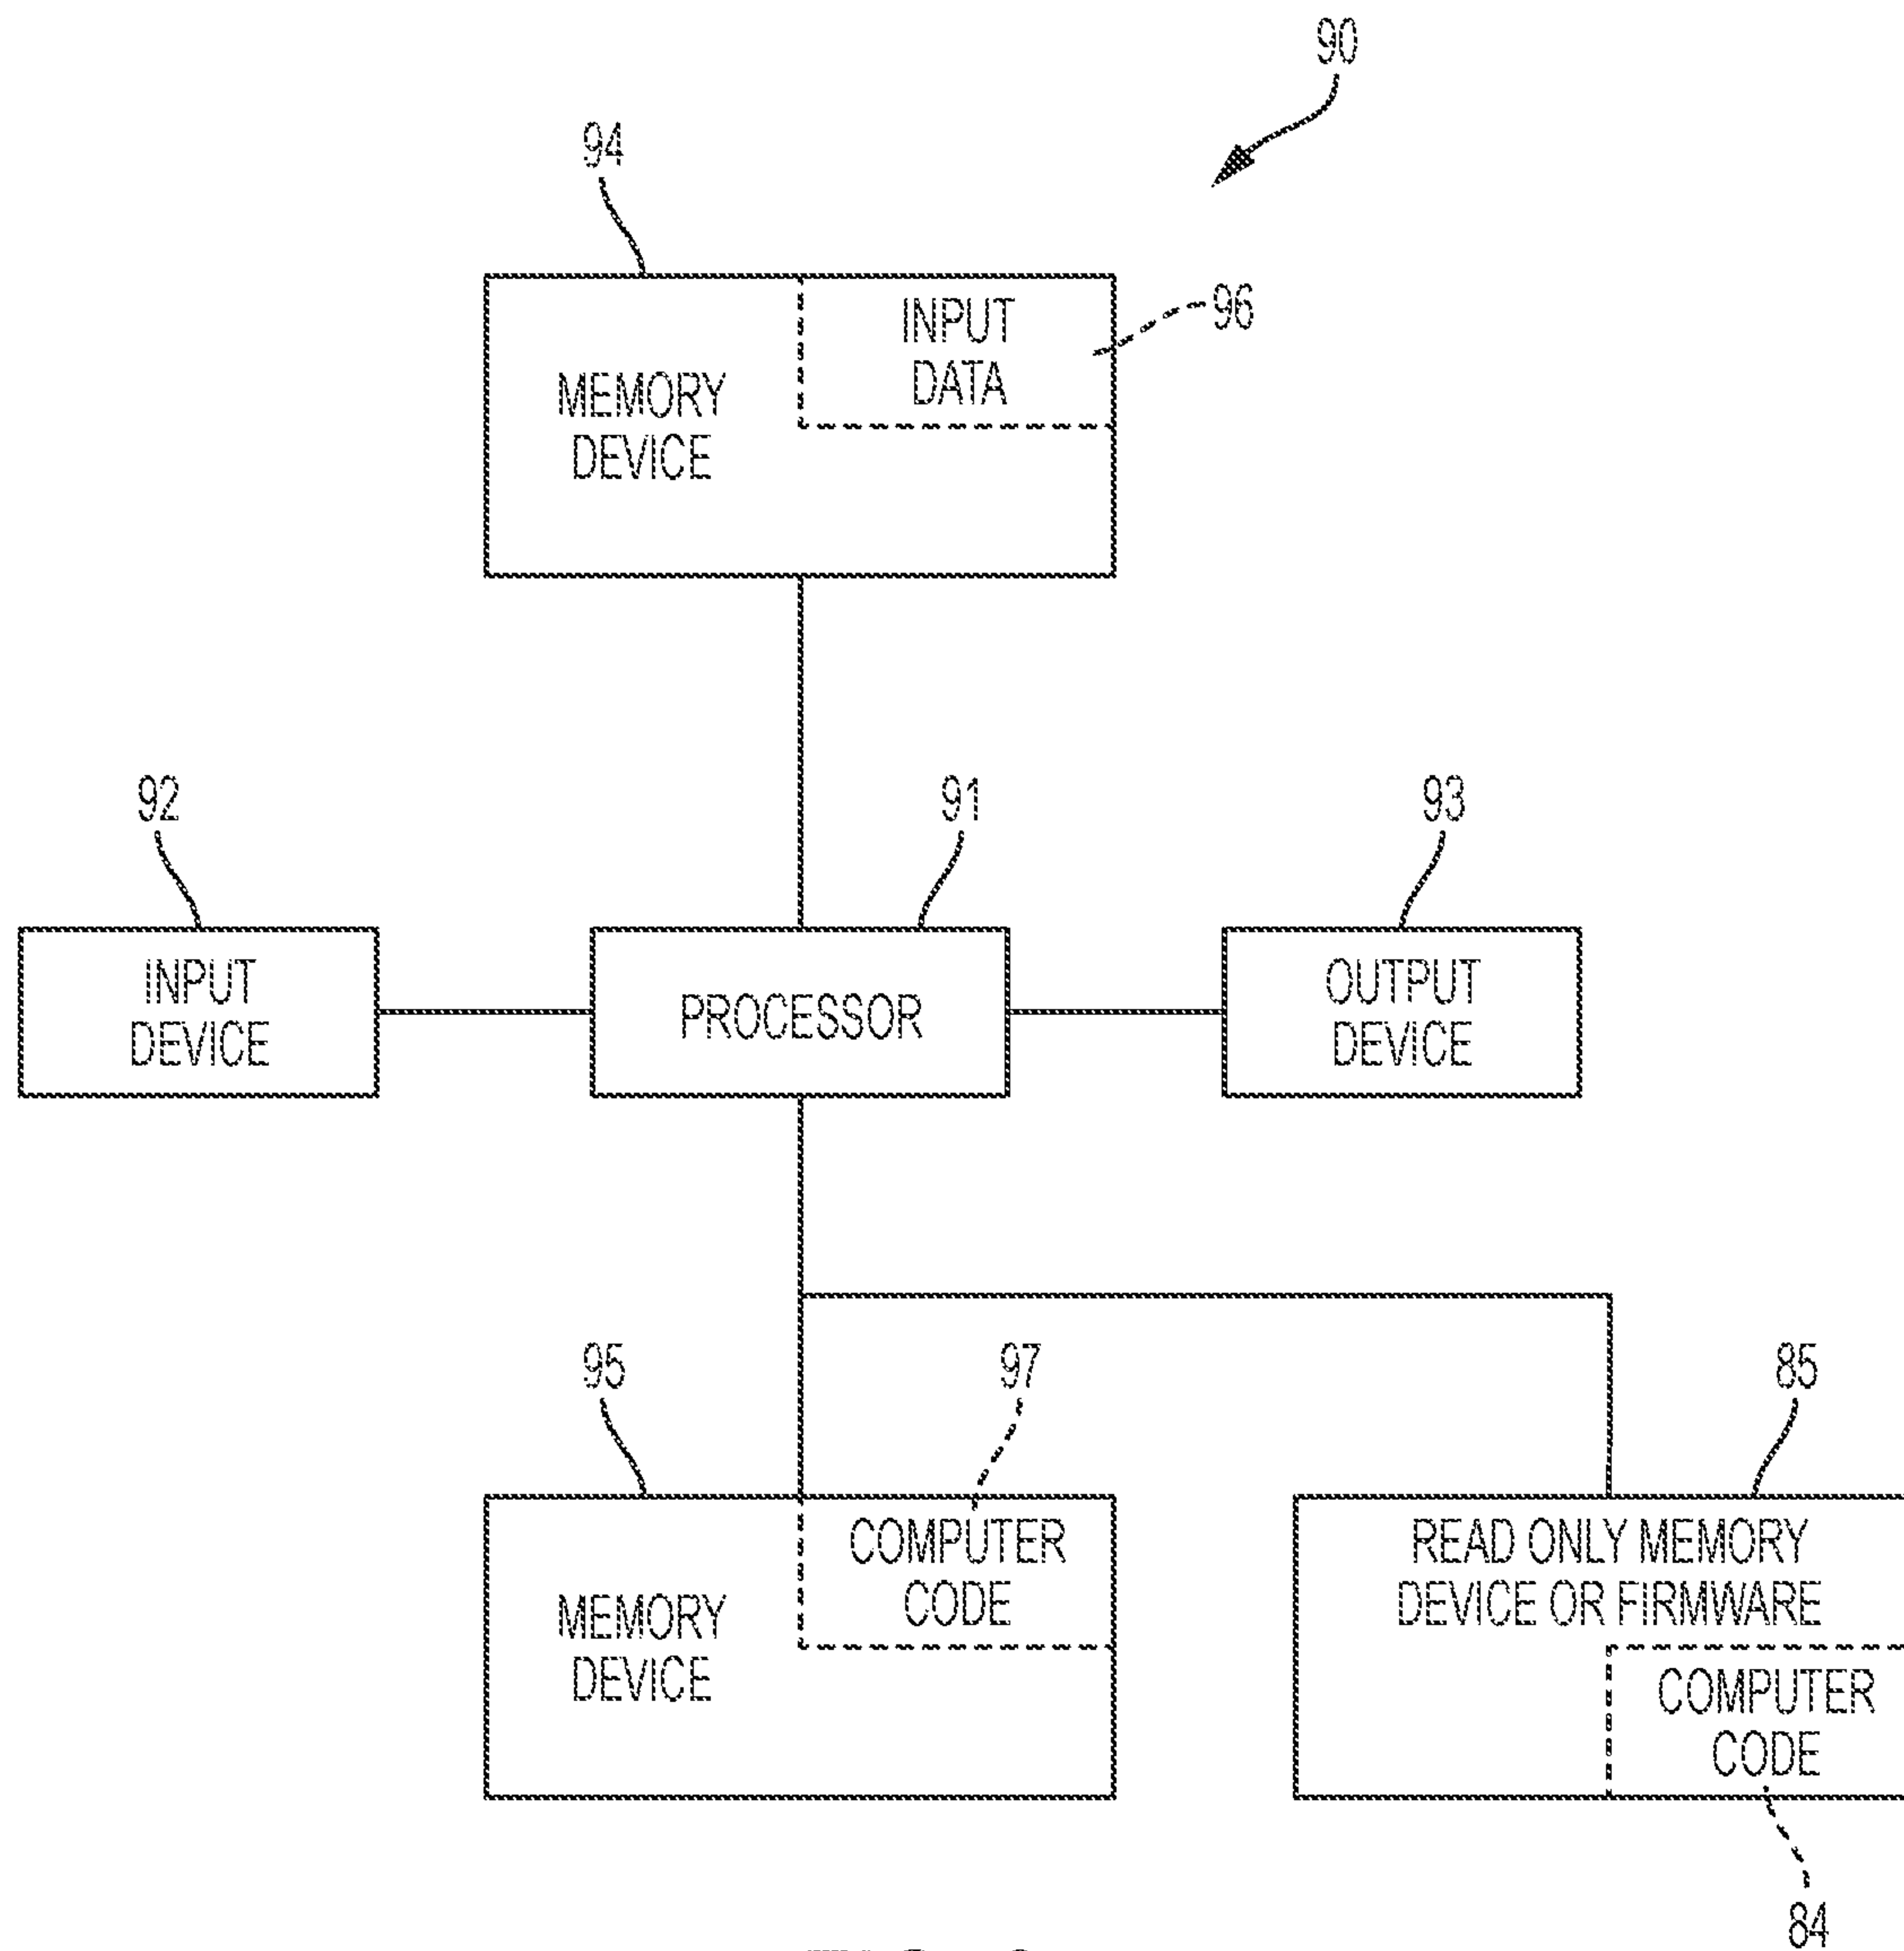 90
94
INPUT
DATA
96
MEMORY
DEVICE
92
91
93
INPUT
DEVICE
PROCESSOR
OUTPUT
DEVICE
95
97
85
COMPUTER
CODE
MEMORY
DEVICE
READ ONLY MEMORY
DEVICE OR FIRMWARE
COMPUTER
CODE
84